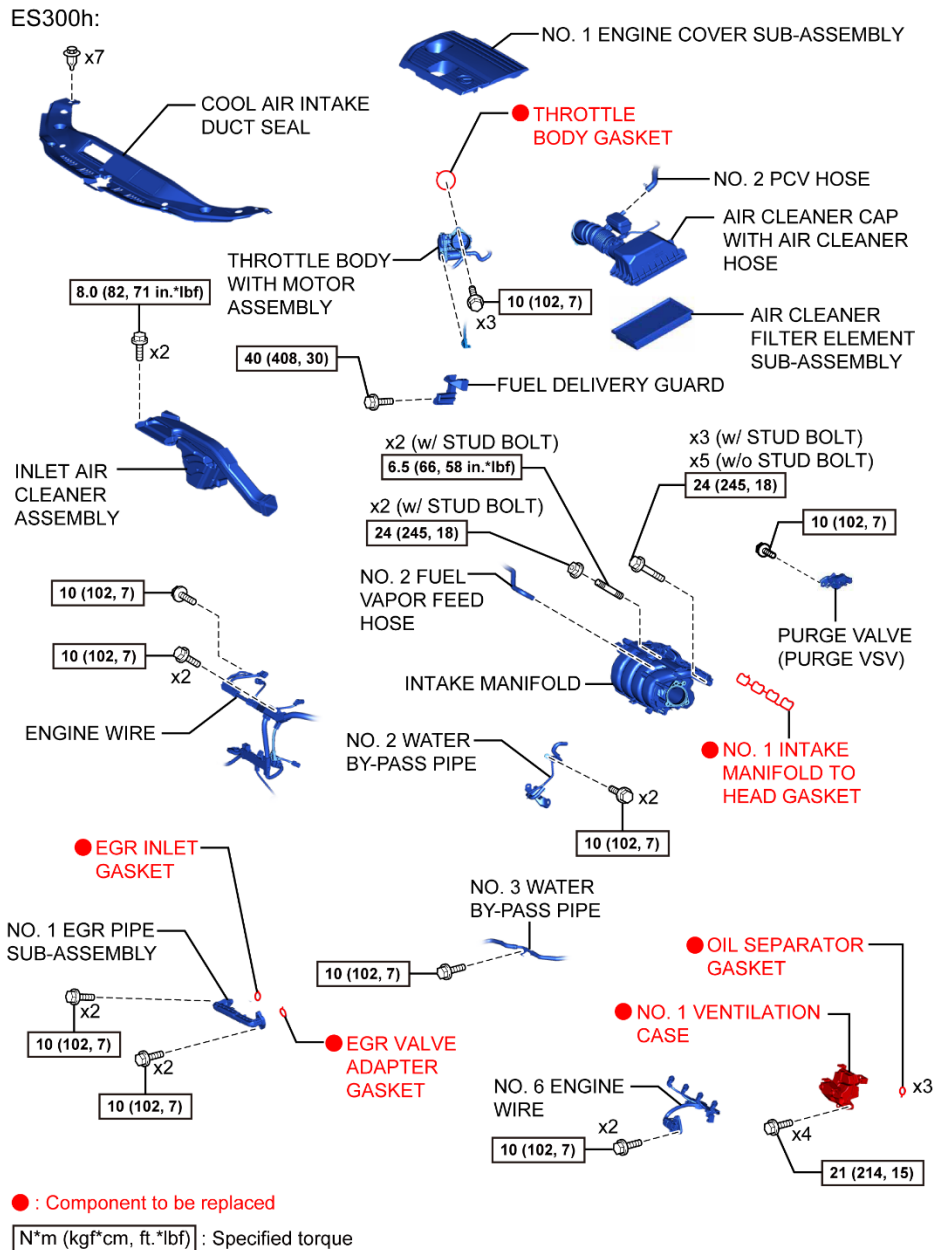 ES300h:
x7
COOL AIR INTAKE
DUCT SEAL
NO. 1 ENGINE COVER SUB-ASSEMBLY
● THROTTLE
BODY GASKET
NO. 2 PCV HOSE
AIR CLEANER CAP
WITH AIR CLEANER
HOSE
THROTTLE BODY
WITH MOTOR
ASSEMBLY
10 (102, 7)
x3
AIR CLEANER
FILTER ELEMENT
SUB-ASSEMBLY
8.0 (82, 71 in.*lbf)
x2
40 (408, 30)
FUEL DELIVERY GUARD
INLET AIR
CLEANER
ASSEMBLY
x2 (w/ STUD BOLT)
6.5 (66, 58 in.*lbf)
x2 (w/ STUD BOLT)
24 (245, 18)
x3 (w/ STUD BOLT)
x5 (w/o STUD BOLT)
24 (245, 18)
10 (102, 7)
NO. 2 FUEL
VAPOR FEED
HOSE
PURGE VALVE
(PURGE VSV)
10 (102, 7)
10 (102, 7)
x2
ENGINE WIRE
INTAKE MANIFOLD
NO. 2 WATER
BY-PASS PIPE
x2
10 (102, 7)
● NO. 1 INTAKE
MANIFOLD TO
HEAD GASKET
● EGR INLET
GASKET
NO. 1 EGR PIPE
SUB-ASSEMBLY
x2
10 (102, 7)
x2
10 (102, 7)
● EGR VALVE
ADAPTER
GASKET
NO. 3 WATER
BY-PASS PIPE
10 (102, 7)
● OIL SEPARATOR
GASKET
● NO. 1 VENTILATION
CASE
x3
NO. 6 ENGINE
WIRE
x2
10 (102, 7)
x4
21 (214, 15)
● : Component to be replaced
N*m (kgf*cm, ft.*lbf) : Specified torque